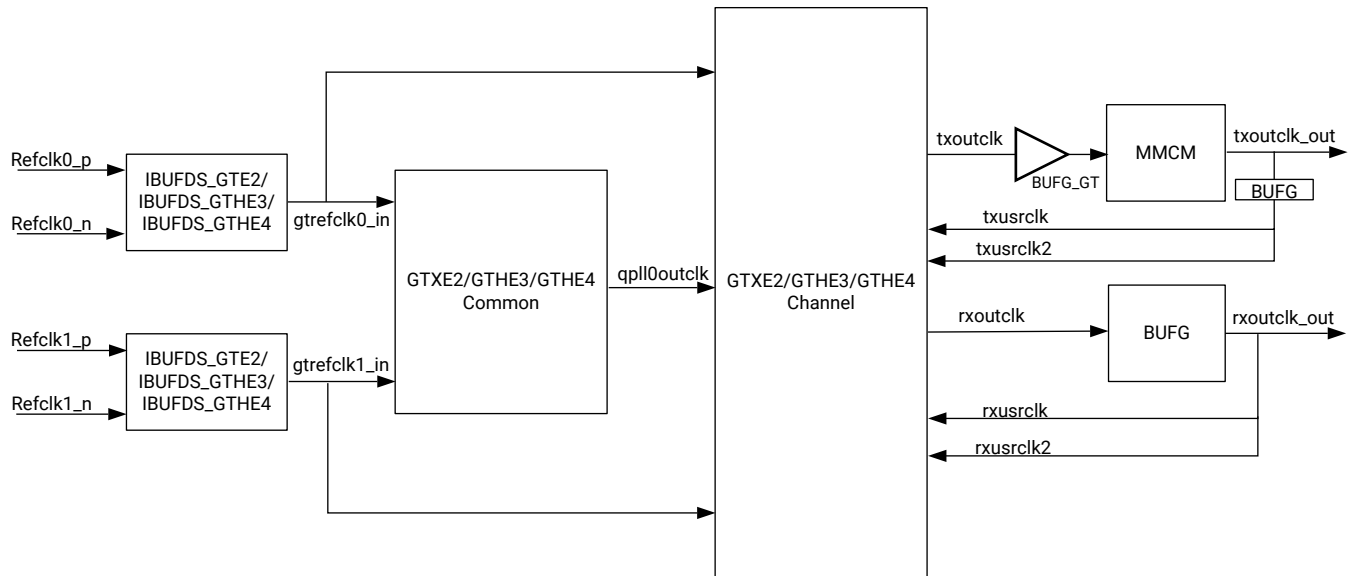 Refclk0_p
Refclk0_n
IBUFDS_GTE2/
IBUFDS_GTHE3/
IBUFDS_GTHE4
gtrefclk0_in
Refclk1_p
Refclk1_n
IBUFDS_GTE2/
IBUFDS_GTHE3/
IBUFDS_GTHE4
gtrefclk1_in
GTXE2/GTHE3/GTHE4
Common
qpll0outclk
GTXE2/GTHE3/GTHE4
Channel
txoutclk
BUFG_GT
MMCM
txoutclk_out
BUFG
txusrclk
txusrclk2
rxoutclk
BUFG
rxoutclk_out
rxusrclk
rxusrclk2